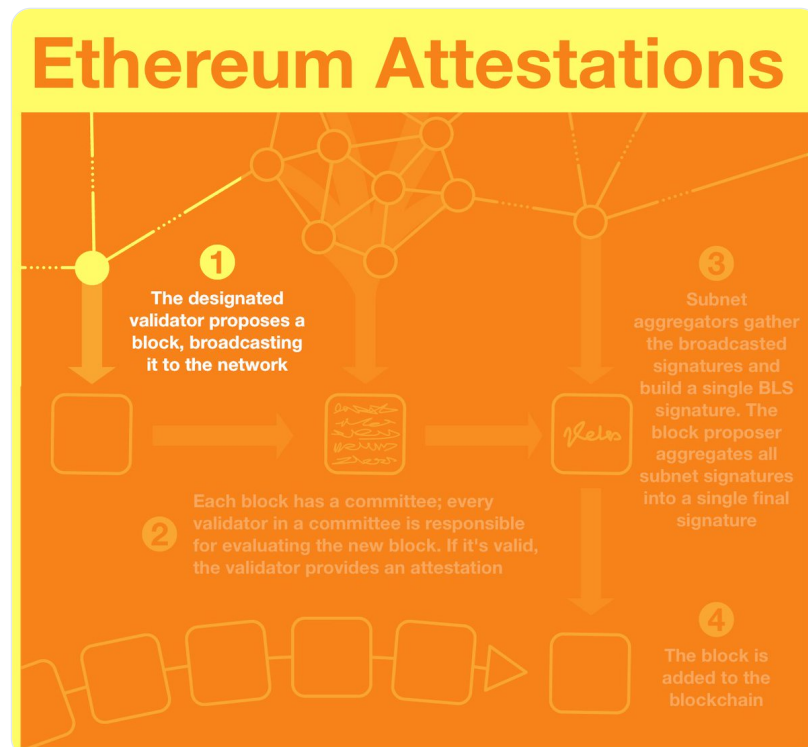 Ethereum Attestations
1
The designated
validator proposes a
block, broadcasting
it to the network
2
Each block has a committee; every
validator in a committee is responsible
for evaluating the new block. If it's valid,
the validator provides an attestation
3
Subnet
aggregators gather
the broadcasted
signatures and
build a single BLS
signature. The
block proposer
aggregates all
subnet signatures
into a single final
signature
4
The block is
added to the
blockchain